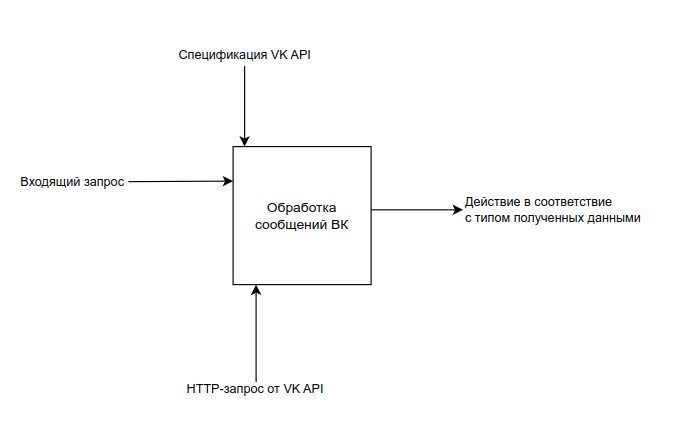 Спецификация VK API
Входящий запрос
Обработка
сообщений ВК
Действие в соответствие
с типом полученных данными
HTTP-запрос от VK API